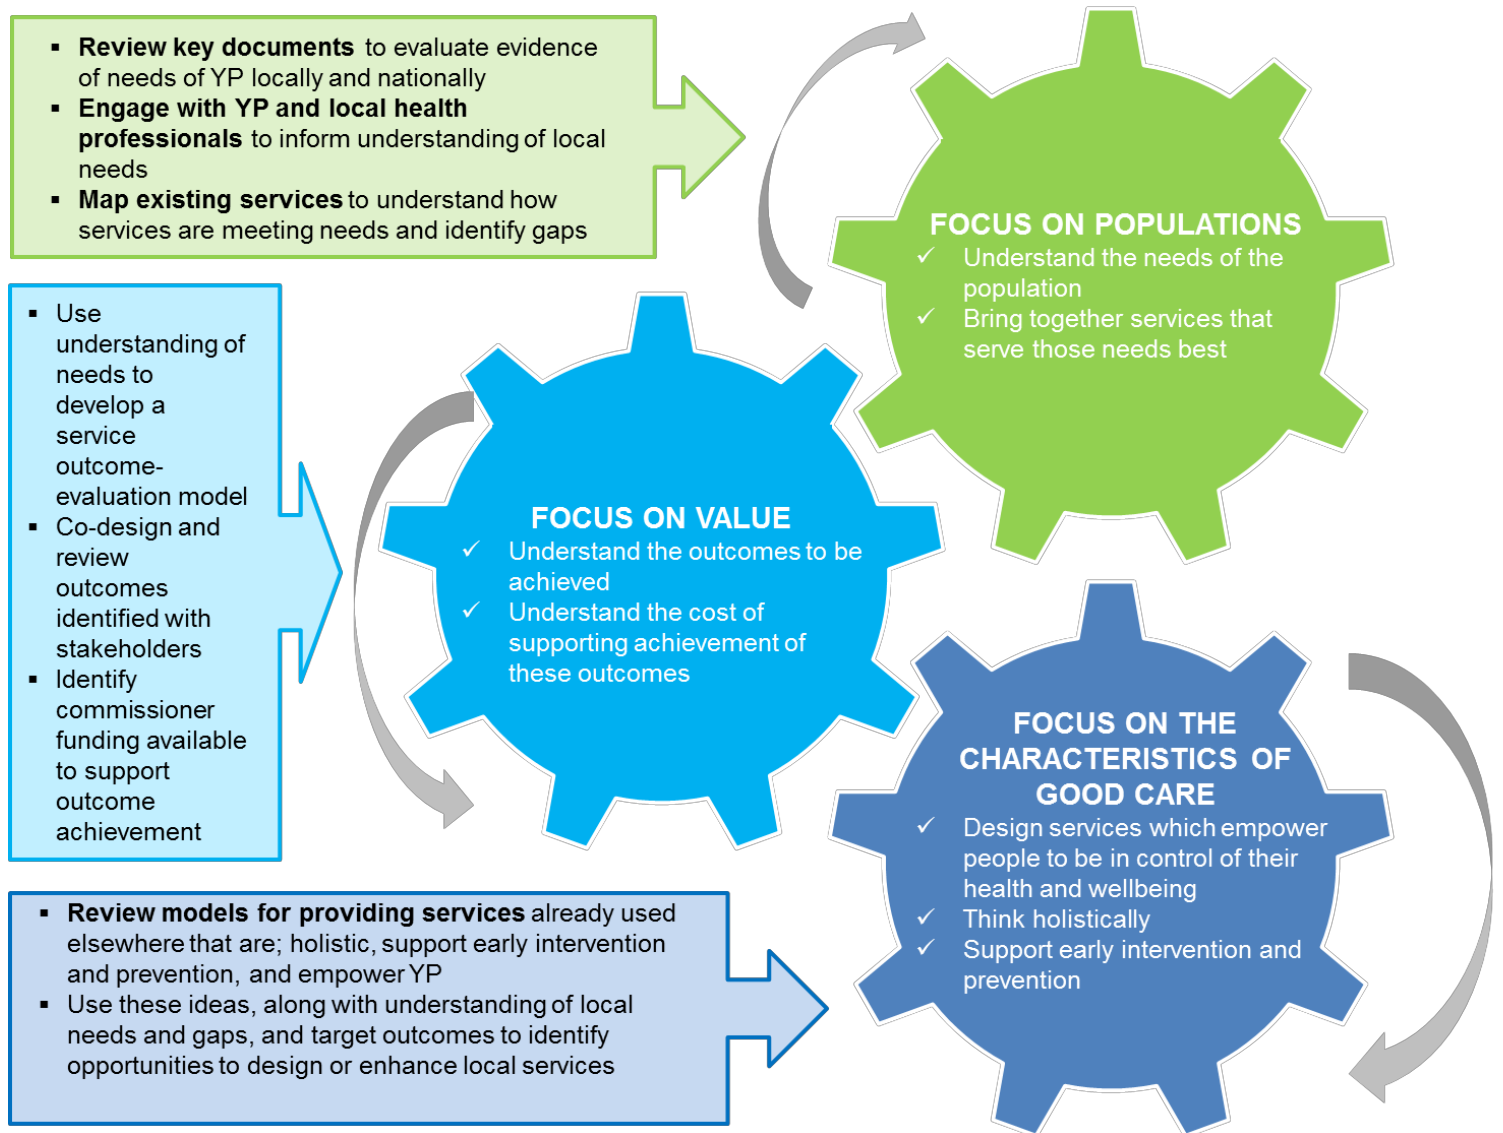 ▪ Review key documents to evaluate evidence
of needs of YP locally and nationally
▪ Engage with YP and local health
professionals to inform understanding of local
needs
▪ Map existing services to understand how
services are meeting needs and identify gaps
FOCUS ON POPULATIONS
✓ Understand the needs of the
population
✓ Bring together services that
serve those needs best
▪ Use
understanding of
needs to
develop a
service
outcome-
evaluation model
▪ Co-design and
review
outcomes
identified with
stakeholders
▪ Identify
commissioner
funding available
to support
outcome
achievement
FOCUS ON VALUE
✓ Understand the outcomes to be
achieved
✓ Understand the cost of
supporting achievement of
these outcomes
▪ Review models for providing services already used
elsewhere that are; holistic, support early intervention
and prevention, and empower YP
▪ Use these ideas, along with understanding of local
needs and gaps, and target outcomes to identify
opportunities to design or enhance local services
FOCUS ON THE
CHARACTERISTICS OF
GOOD CARE
✓ Design services which empower
people to be in control of their
health and wellbeing
✓ Think holistically
✓ Support early intervention and
prevention